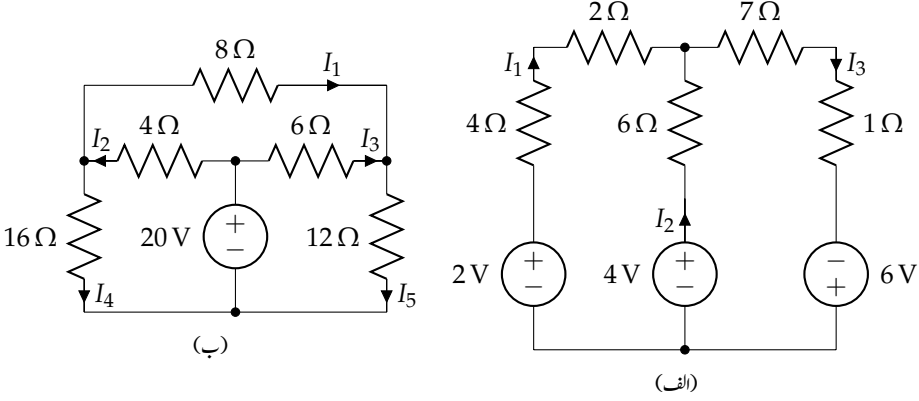 8 Ω
I₁
4 Ω
6 Ω
I₂
I₃
16 Ω
20 V
12 Ω
I₄
I₅
+
−
(ب)
2 Ω
7 Ω
I₁
I₃
4 Ω
6 Ω
1 Ω
I₂
2 V
+
−
4 V
+
−
−
+
6 V
(الف)